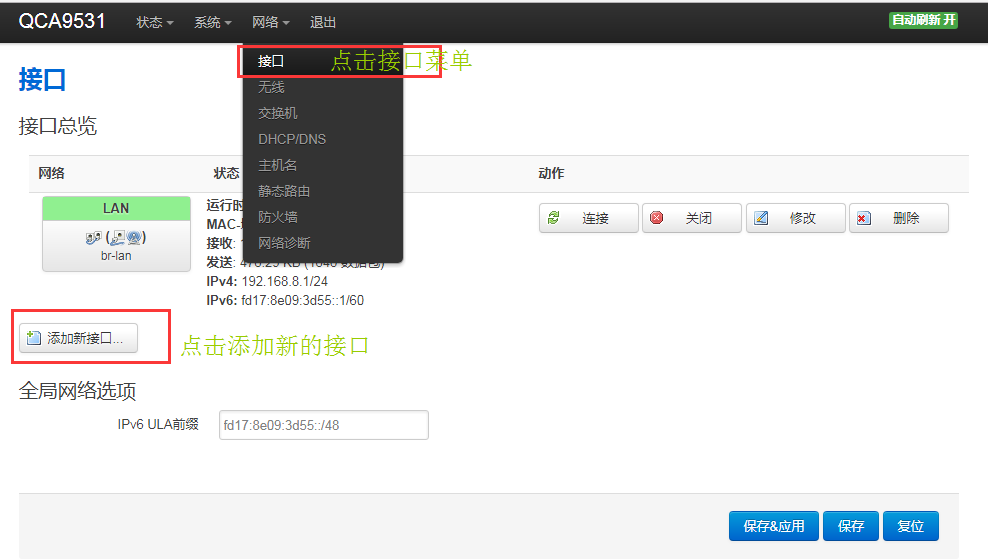 QCA9531 状态 系统 网络 退出 自动刷新 开
接口 点击接口菜单
无线
交换机
DHCP/DNS
主机名
静态路由
防火墙
网络诊断
接口
接口总览
网络 状态 动作
LAN
br-lan
运行时
MAC-
接收:
发送: (1640 数据包)
IPv4: 192.168.8.1/24
IPv6: fd17:8e09:3d55::1/60
连接 关闭 修改 删除
添加新接口... 点击添加新的接口
全局网络选项
IPv6 ULA前缀 fd17:8e09:3d55::/48
保存&应用 保存 复位